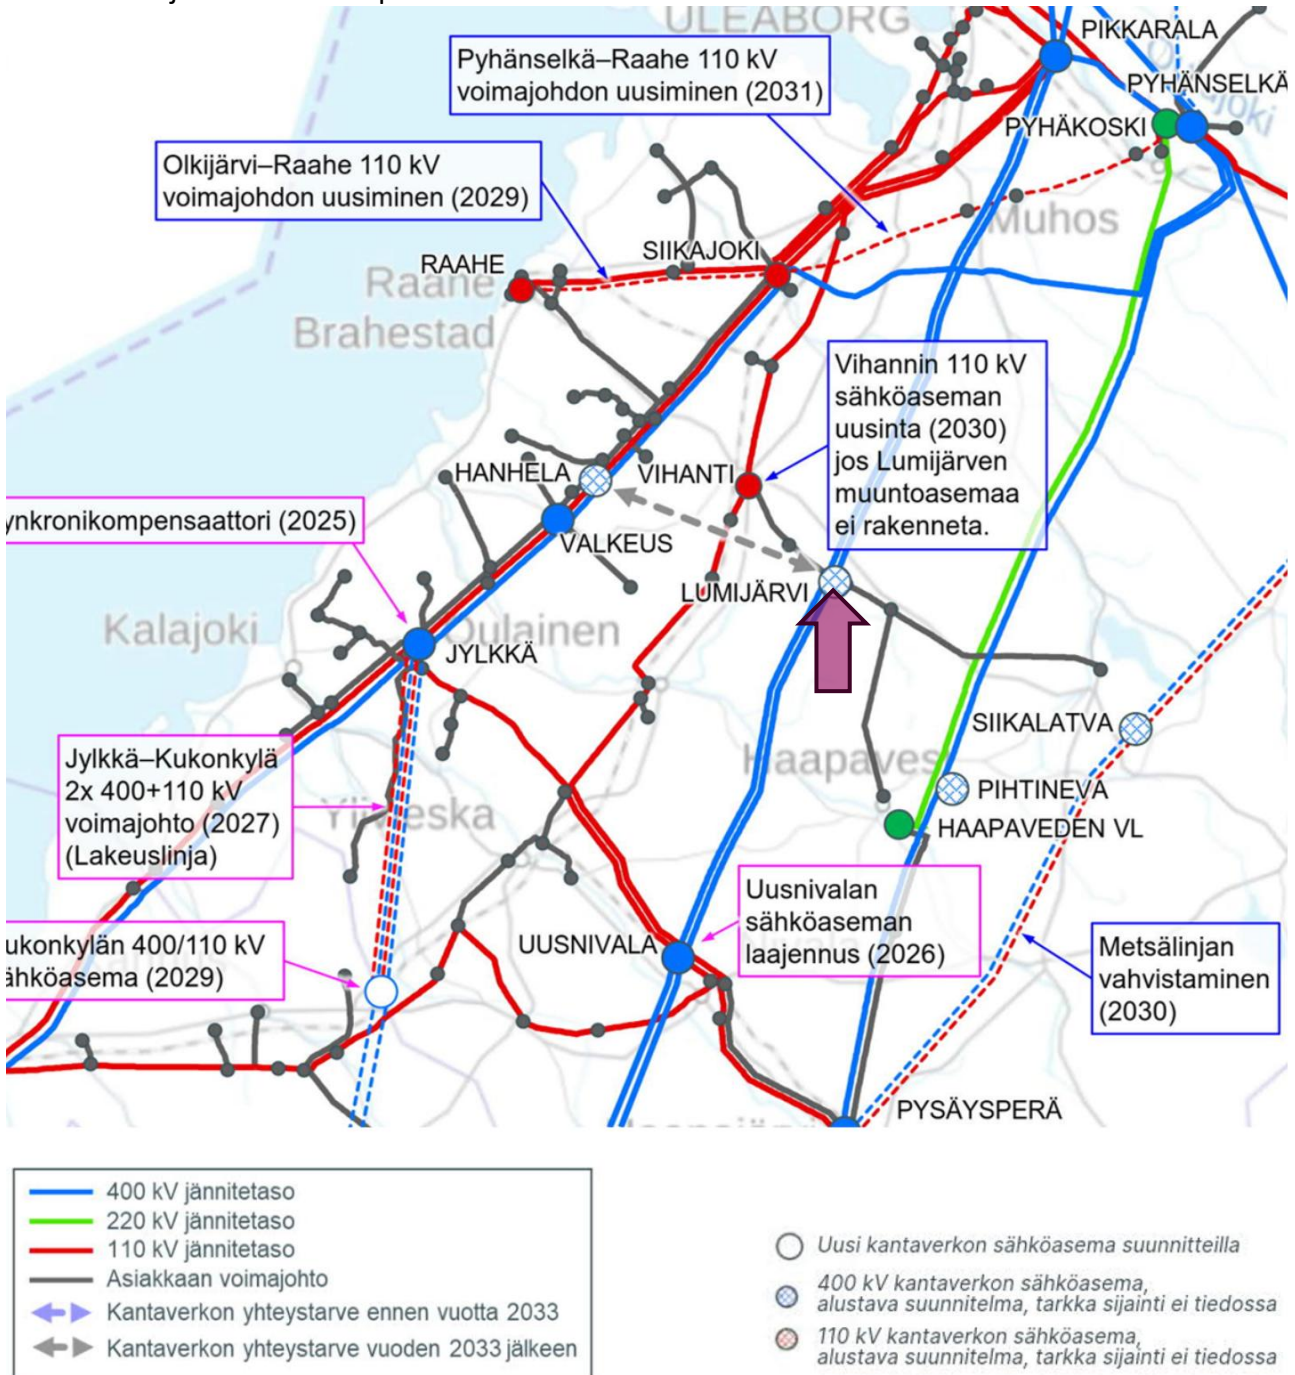 ULEÅBORG
PIKKARALA
Pyhänselkä–Raahe 110 kV
voimajohdon uusiminen (2031)
PYHÄNSELKÄ
PYHÄKOSKI
Olkijärvi–Raahe 110 kV
voimajohdon uusiminen (2029)
Muhos
SIIKAJOKI
RAAHE
Raahe
Brahestad
Vihannin 110 kV
sähköaseman
uusinta (2030)
jos Lumijärven
muuntoasemaa
ei rakenneta.
HANHELA
VIHANTI
ynkronikompensaattori (2025)
VALKEUS
LUMIJÄRVI
Kalajoki
Oulainen
JYLKKÄ
SIIKALATVA
Haapaves
Jylkkä–Kukonkylä
2x 400+110 kV
voimajohto (2027)
(Lakeuslinja)
Ylivieska
PIHTINEVA
HAAPAVEDEN VL
Uusnivalan
sähköaseman
laajennus (2026)
UUSNIVALA
ukonkylän 400/110 kV
ähköasema (2029)
Metsälinjan
vahvistaminen
(2030)
PYSÄYSPERÄ
400 kV jännitetaso
220 kV jännitetaso
110 kV jännitetaso
Asiakkaan voimajohto
Kantaverkon yhteystarve ennen vuotta 2033
Kantaverkon yhteystarve vuoden 2033 jälkeen
Uusi kantaverkon sähköasema suunnitteilla
400 kV kantaverkon sähköasema,
alustava suunnitelma, tarkka sijainti ei tiedossa
110 kV kantaverkon sähköasema,
alustava suunnitelma, tarkka sijainti ei tiedossa